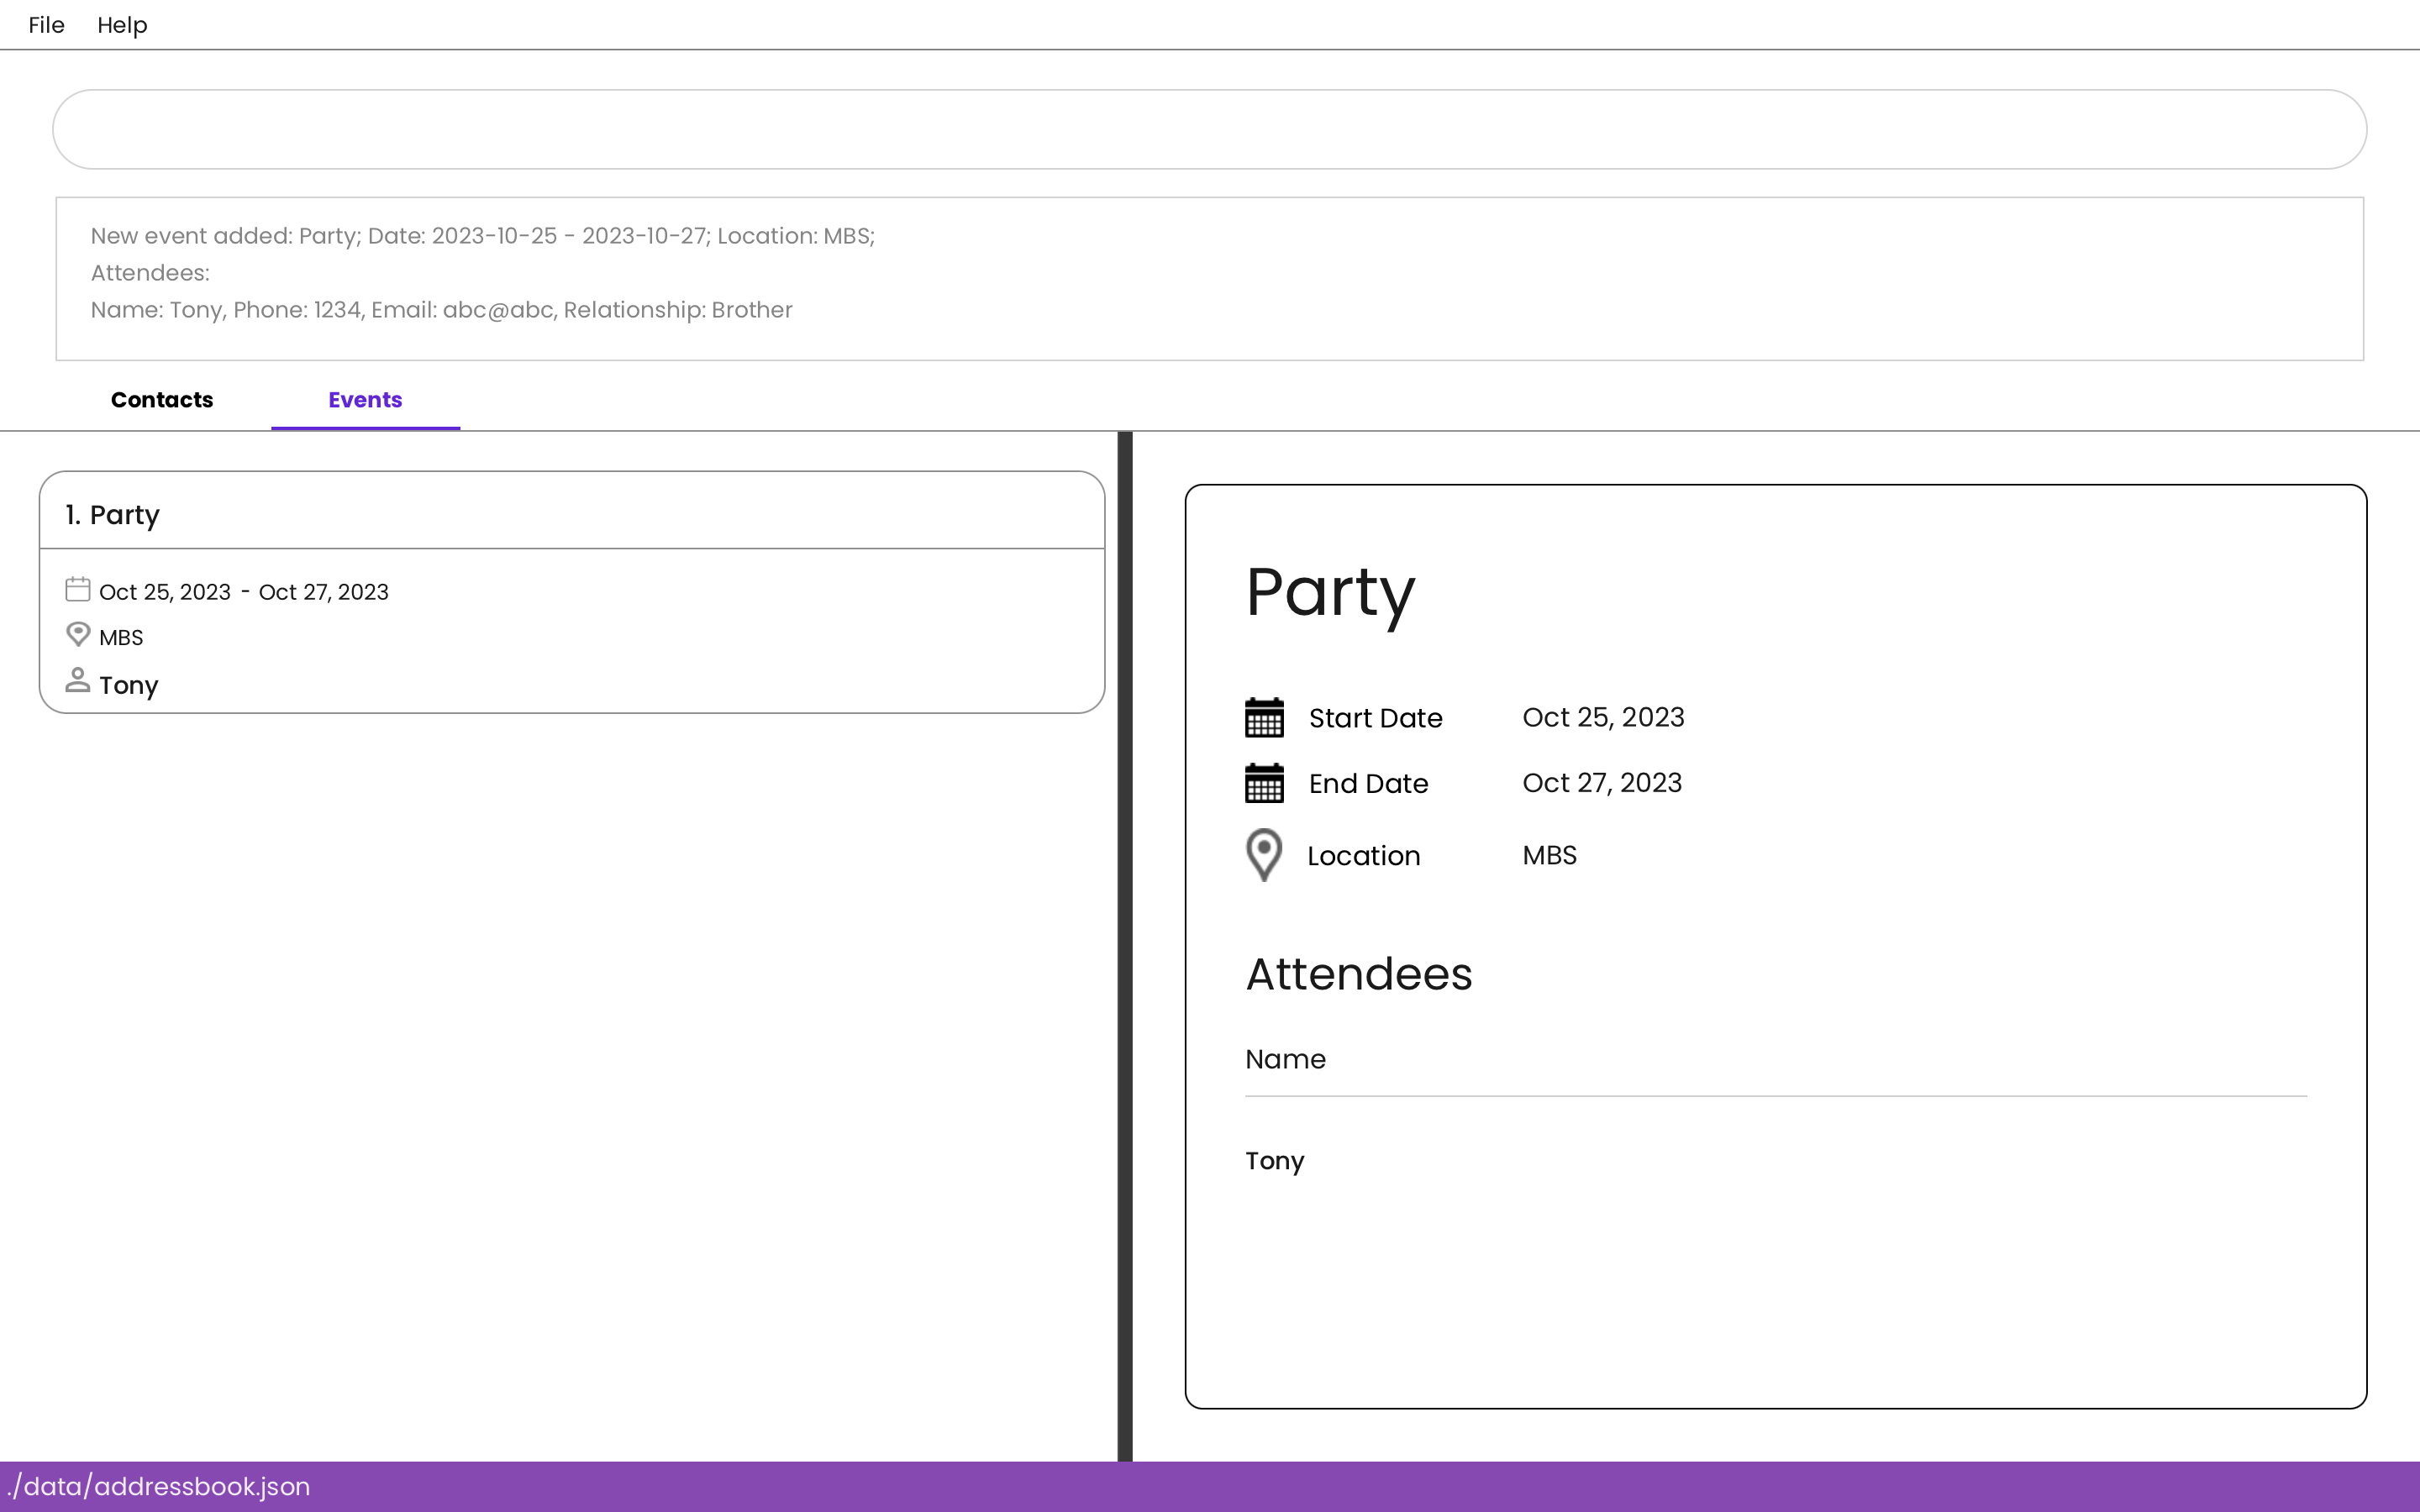 File Help
New event added: Party; Date: 2023-10-25 - 2023-10-27; Location: MBS;
Attendees:
Name: Tony, Phone: 1234, Email: abc@abc, Relationship: Brother
Contacts Events
1. Party
Oct 25, 2023 - Oct 27, 2023
MBS
Tony
Party
Start Date Oct 25, 2023
End Date Oct 27, 2023
Location MBS
Attendees
Name
Tony
./data/addressbook.json